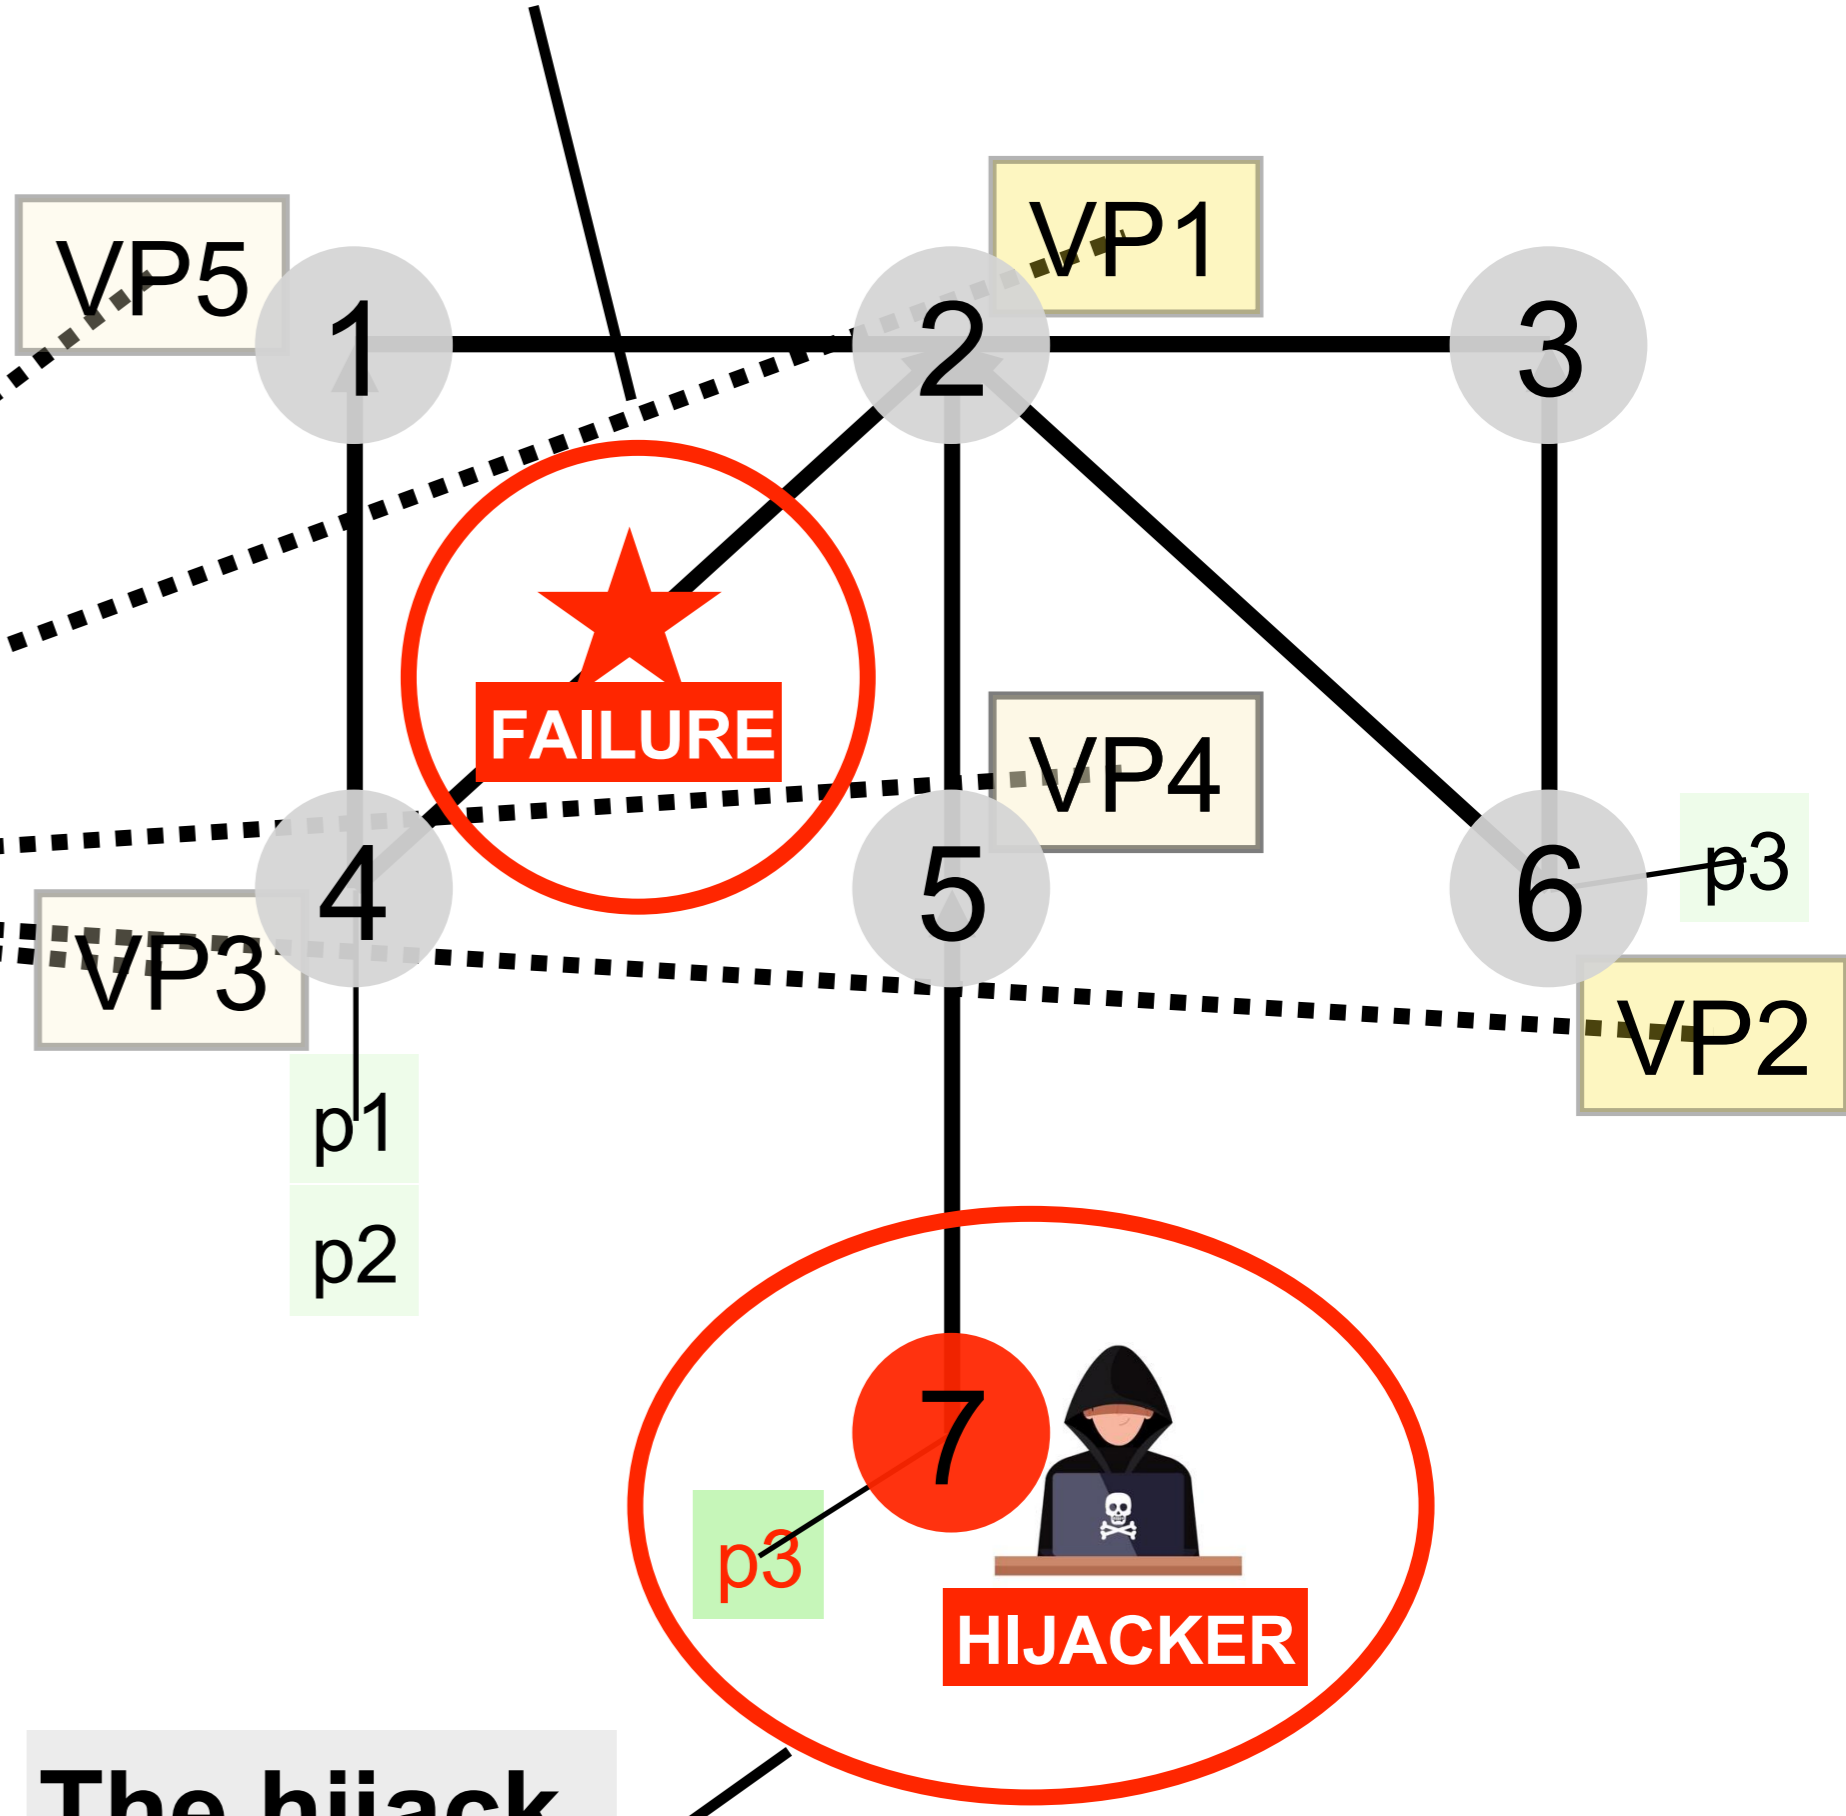 VP1
VP5
1
2
3
FAILURE
VP4
4
5
6
p3
VP3
VP2
p1
p2
7
p3
HIJACKER
The hijack